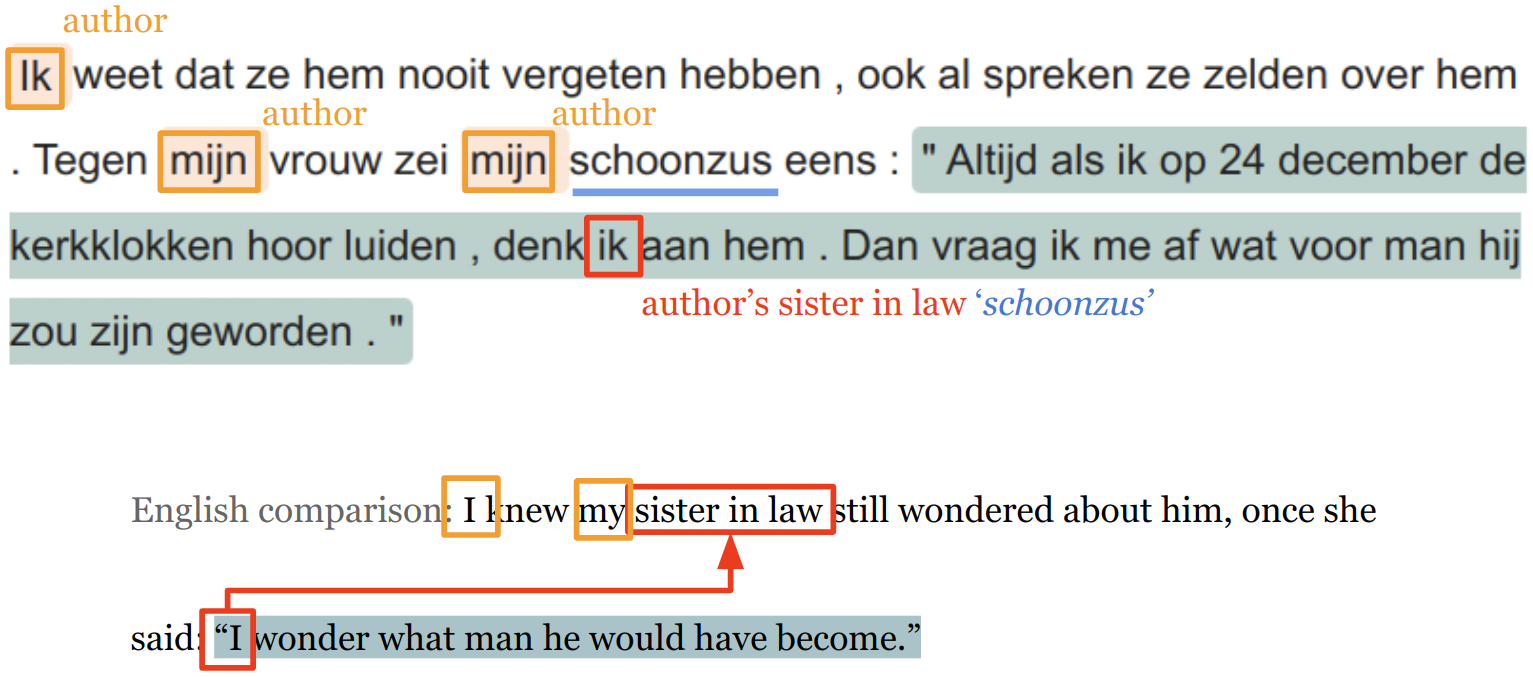 author
Ik weet dat ze hem nooit vergeten hebben , ook al spreken ze zelden over hem
author author
. Tegen mijn vrouw zei mijn schoonzus eens : " Altijd als ik op 24 december de
kerkklokken hoor luiden , denk ik aan hem . Dan vraag ik me af wat voor man hij
author's sister in law ‘schoonzus’
zou zijn geworden . "
English comparison: I knew my sister in law still wondered about him, once she
said: “I wonder what man he would have become.”